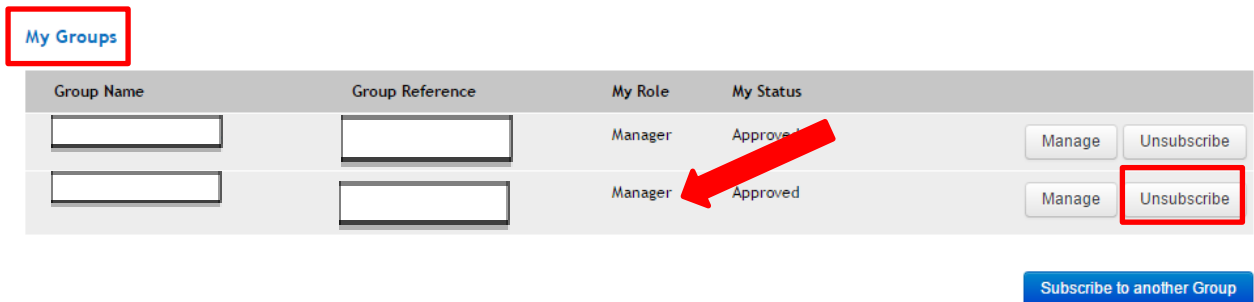 My Groups
Group Name Group Reference My Role My Status
Manager Approved Manage Unsubscribe
Manager Approved Manage Unsubscribe
Subscribe to another Group